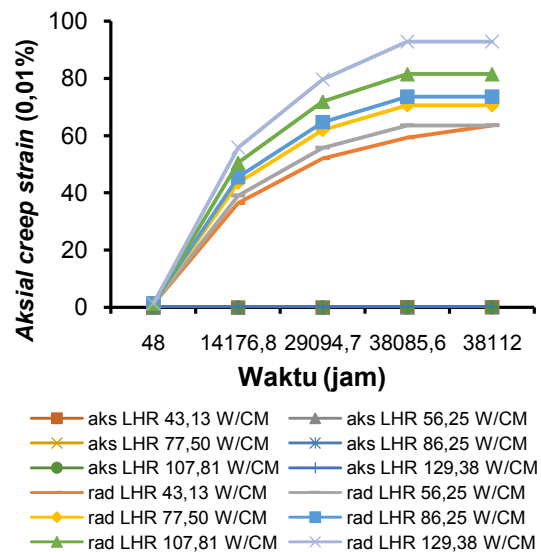 Aksial creep strain (0,01%)
100
80
60
40
20
0
48 14176,8 29094,7 38085,6 38112
Waktu (jam)
aks LHR 43,13 W/CM aks LHR 56,25 W/CM
aks LHR 77,50 W/CM aks LHR 86,25 W/CM
aks LHR 107,81 W/CM aks LHR 129,38 W/CM
rad LHR 43,13 W/CM rad LHR 56,25 W/CM
rad LHR 77,50 W/CM rad LHR 86,25 W/CM
rad LHR 107,81 W/CM rad LHR 129,38 W/CM